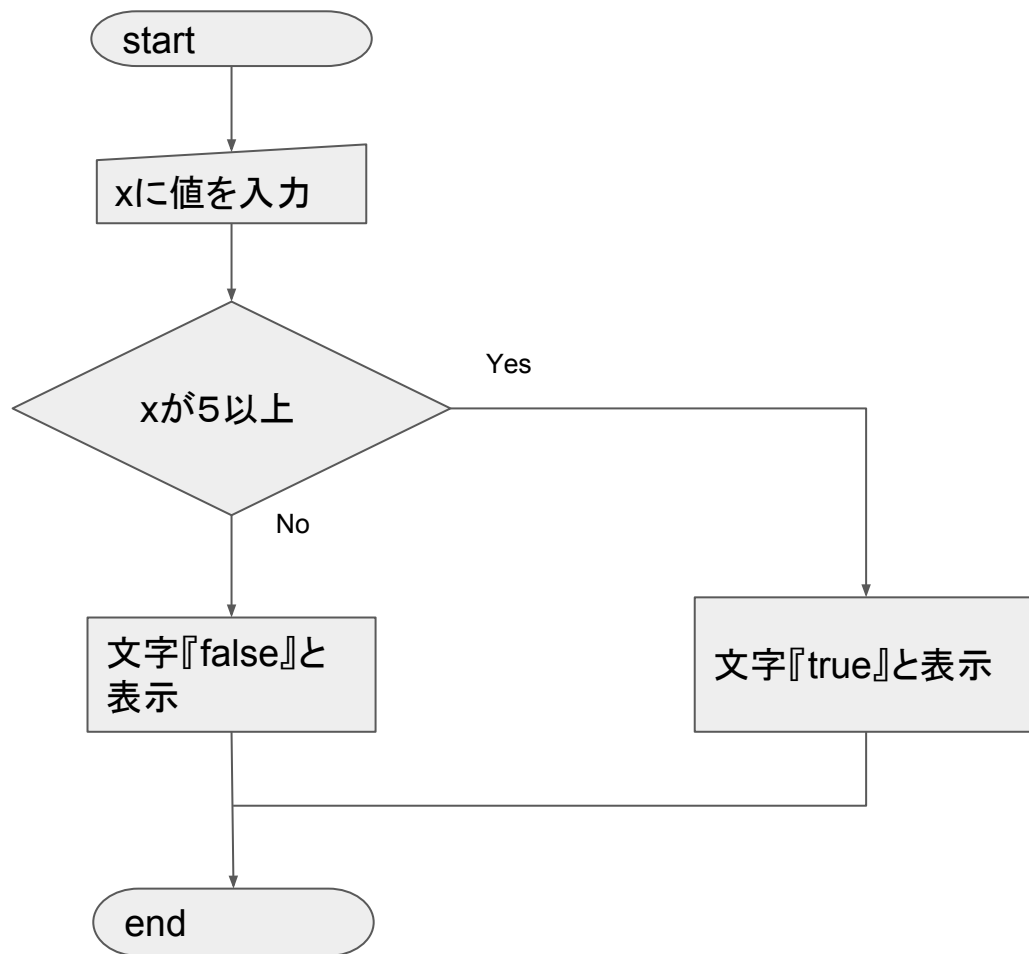 start
xに値を入力
Yes
xが５以上
No
文字『false』と
表示
文字『true』と表示
end